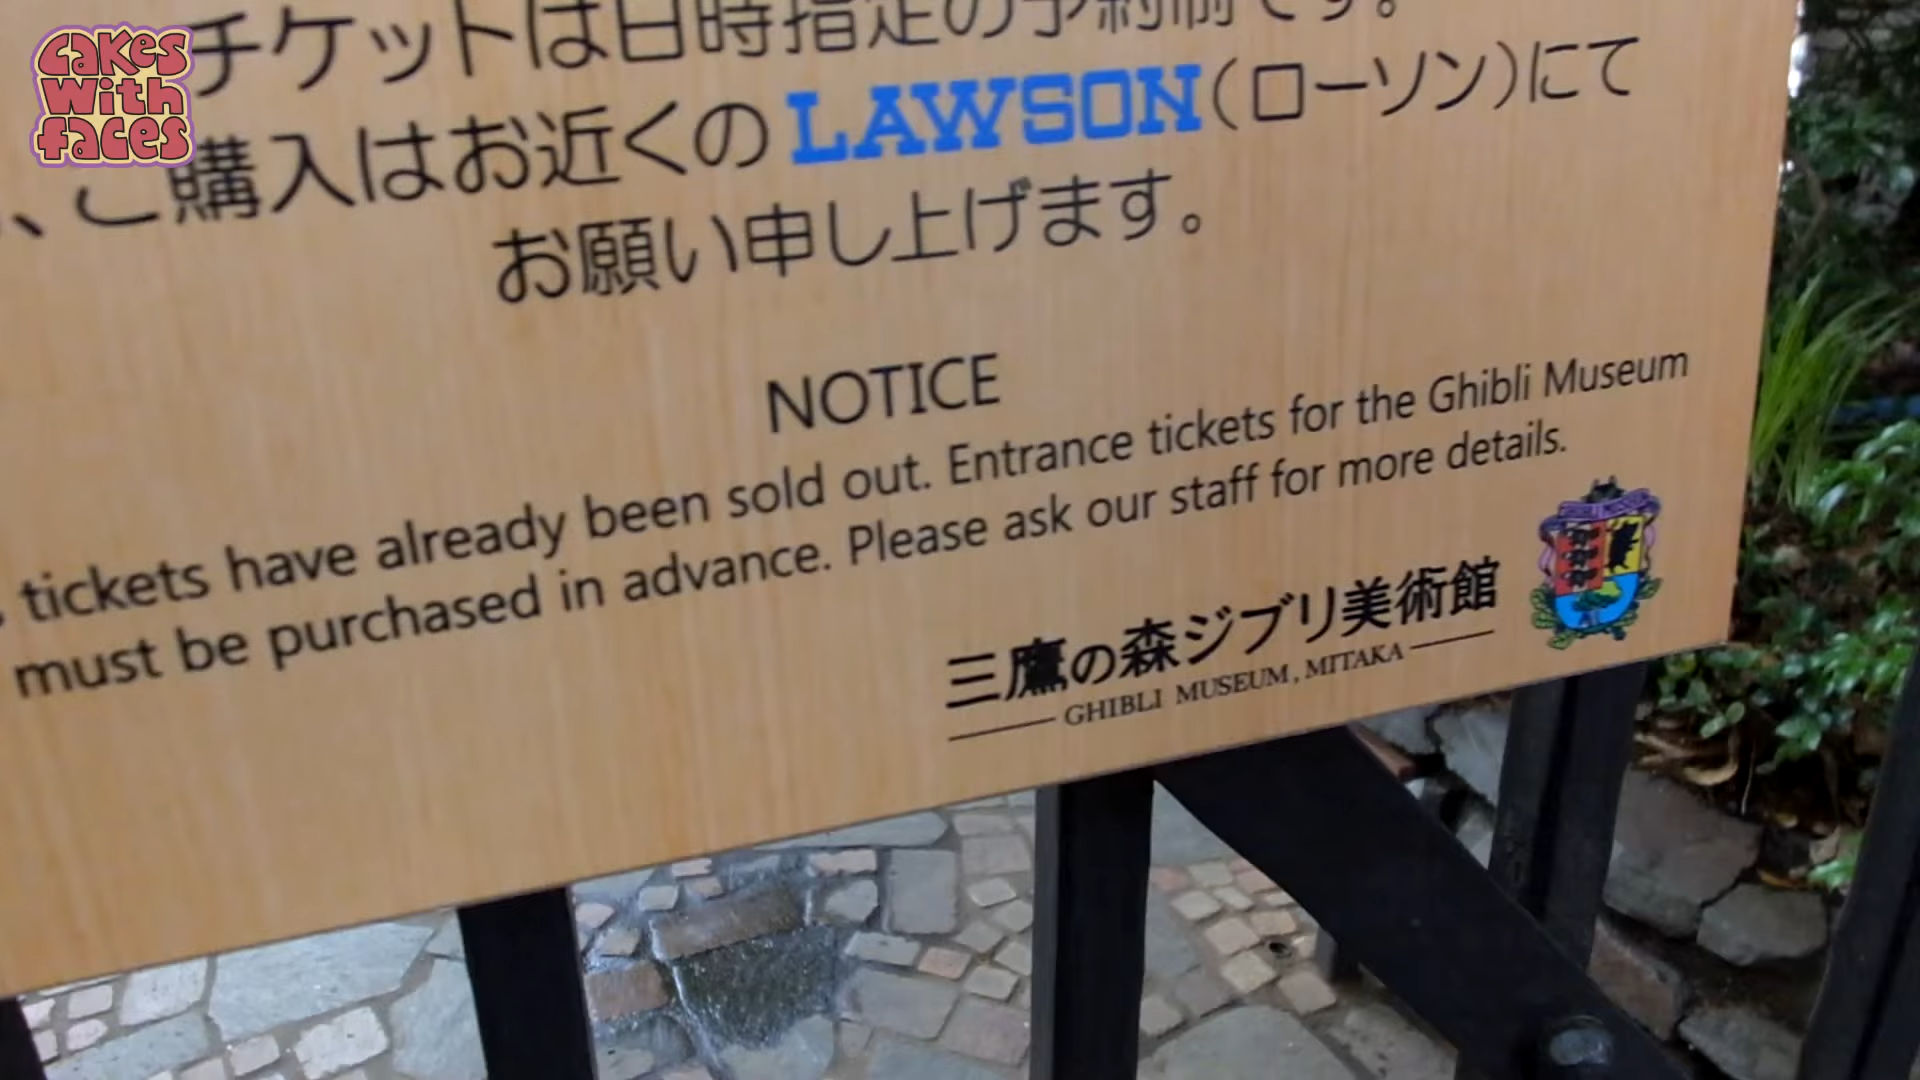 cakes
with
faces
チケットは日時指定の予約制です。
ご購入はお近くのLAWSON(ローソン)にて
お願い申し上げます。
NOTICE
tickets have already been sold out. Entrance tickets for the Ghibli Museum
must be purchased in advance. Please ask our staff for more details.
三鷹の森ジブリ美術館
GHIBLI MUSEUM, MITAKA